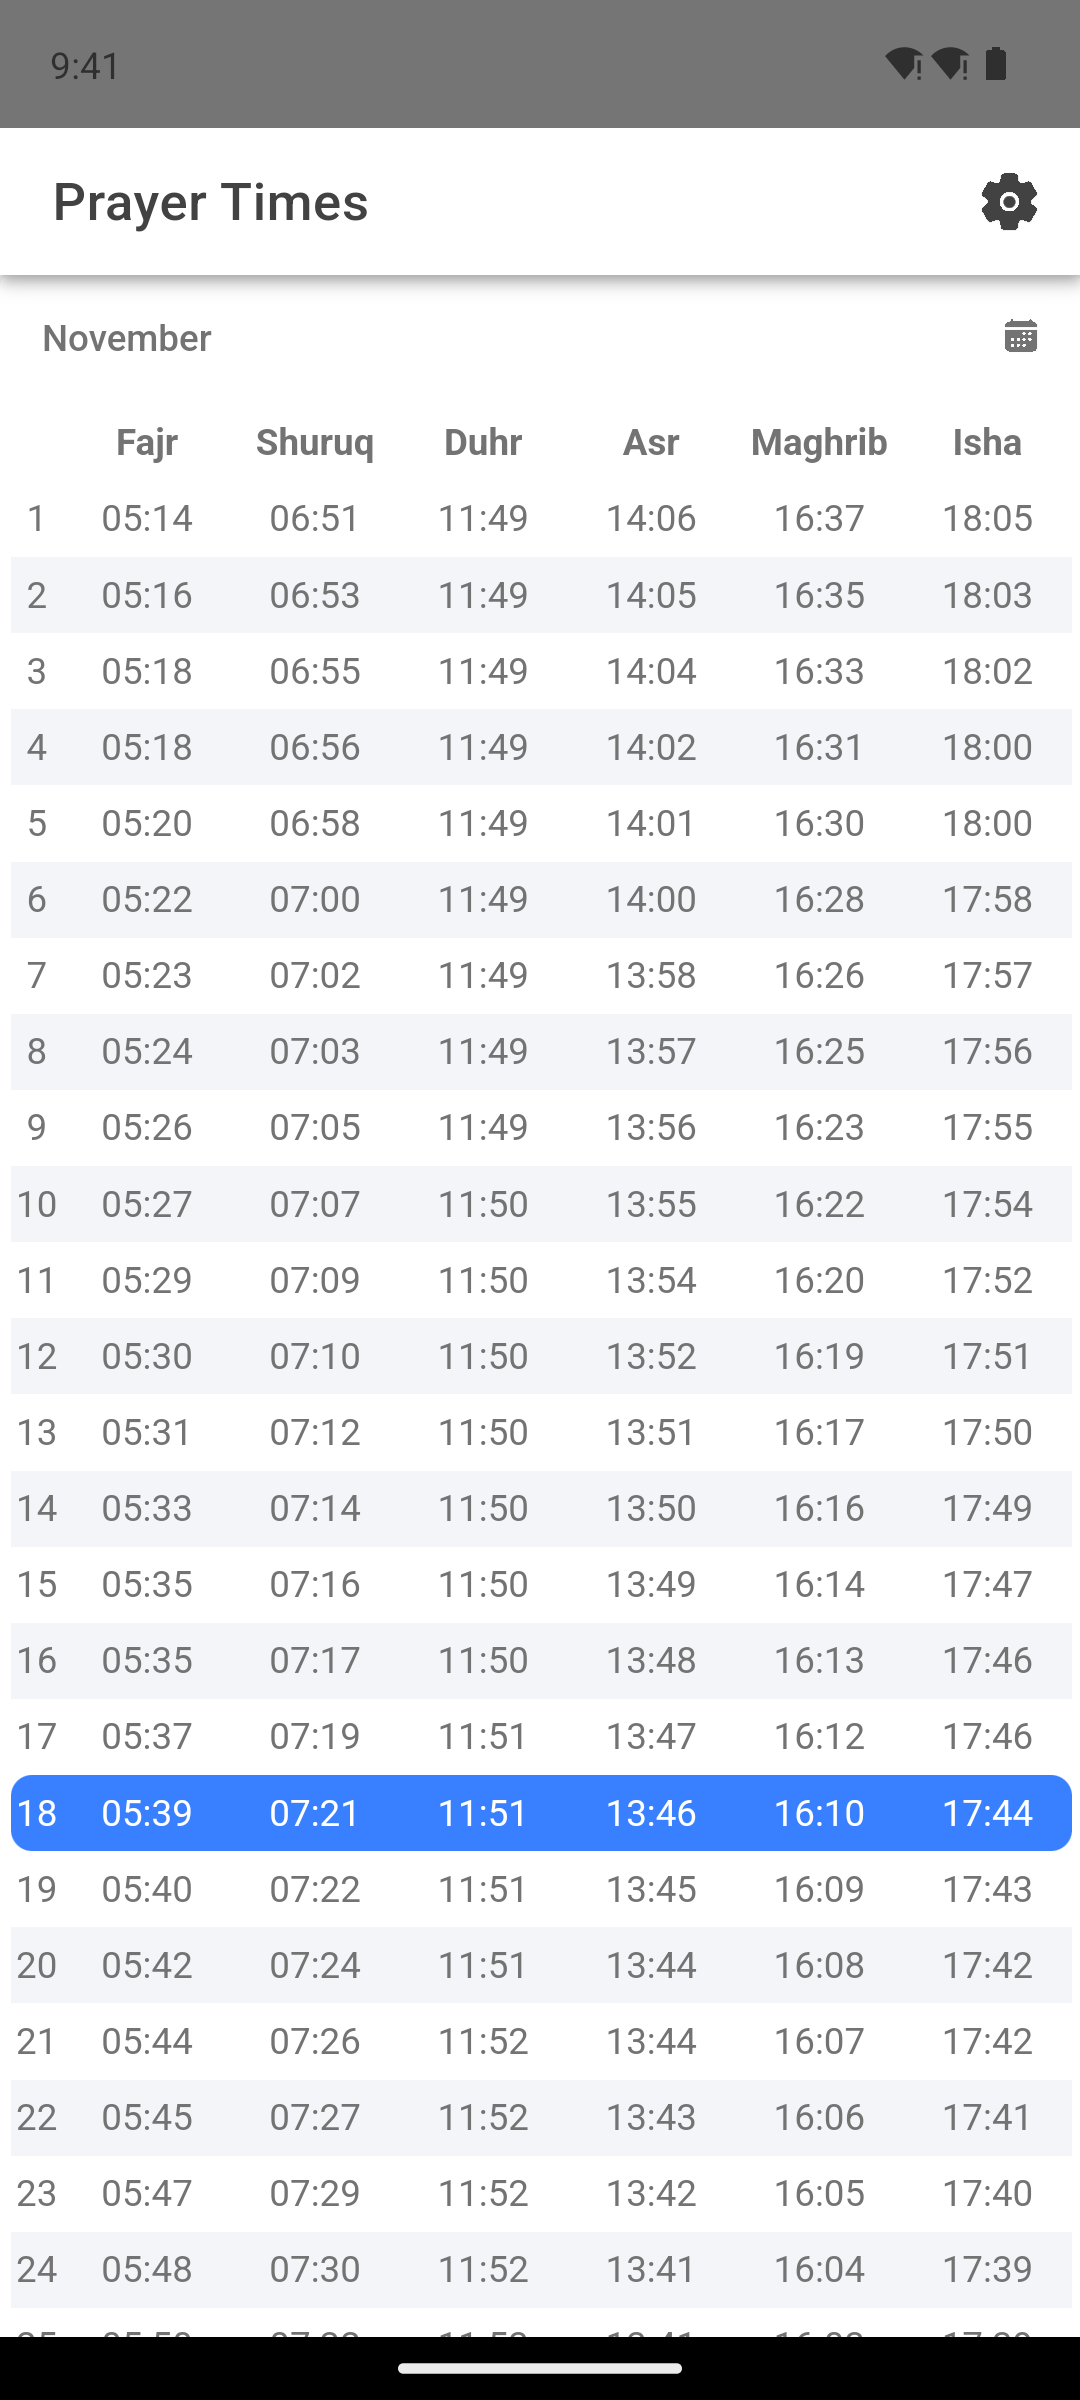 9:41
Prayer Times
November
Fajr Shuruq Duhr Asr Maghrib Isha
1 05:14 06:51 11:49 14:06 16:37 18:05
2 05:16 06:53 11:49 14:05 16:35 18:03
3 05:18 06:55 11:49 14:04 16:33 18:02
4 05:18 06:56 11:49 14:02 16:31 18:00
5 05:20 06:58 11:49 14:01 16:30 18:00
6 05:22 07:00 11:49 14:00 16:28 17:58
7 05:23 07:02 11:49 13:58 16:26 17:57
8 05:24 07:03 11:49 13:57 16:25 17:56
9 05:26 07:05 11:49 13:56 16:23 17:55
10 05:27 07:07 11:50 13:55 16:22 17:54
11 05:29 07:09 11:50 13:54 16:20 17:52
12 05:30 07:10 11:50 13:52 16:19 17:51
13 05:31 07:12 11:50 13:51 16:17 17:50
14 05:33 07:14 11:50 13:50 16:16 17:49
15 05:35 07:16 11:50 13:49 16:14 17:47
16 05:35 07:17 11:50 13:48 16:13 17:46
17 05:37 07:19 11:51 13:47 16:12 17:46
18 05:39 07:21 11:51 13:46 16:10 17:44
19 05:40 07:22 11:51 13:45 16:09 17:43
20 05:42 07:24 11:51 13:44 16:08 17:42
21 05:44 07:26 11:52 13:44 16:07 17:42
22 05:45 07:27 11:52 13:43 16:06 17:41
23 05:47 07:29 11:52 13:42 16:05 17:40
24 05:48 07:30 11:52 13:41 16:04 17:39